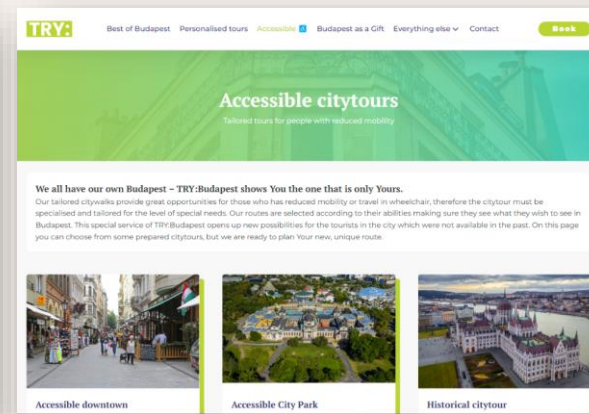 TRY:
Best of Budapest Personalised tours Accessible ♿ Budapest as a Gift Everything else Contact Book
Accessible citytours
Tailored tours for people with reduced mobility
We all have our own Budapest – TRY:Budapest shows You the one that is only Yours.
Our tailored citywalks provide great opportunities for those who has reduced mobility or travel in wheelchair, therefore the citytour must be
specialised and tailored for the level of special needs. Our routes are selected according to their abilities making sure they see what they wish to see in
Budapest. This special service of TRY:Budapest opens up new possibilities for the tourists in the city which were not available in the past. On this page
you can choose from some prepared citytours, but we are ready to plan Your new, unique route.
Accessible downtown Accessible City Park Historical citytour